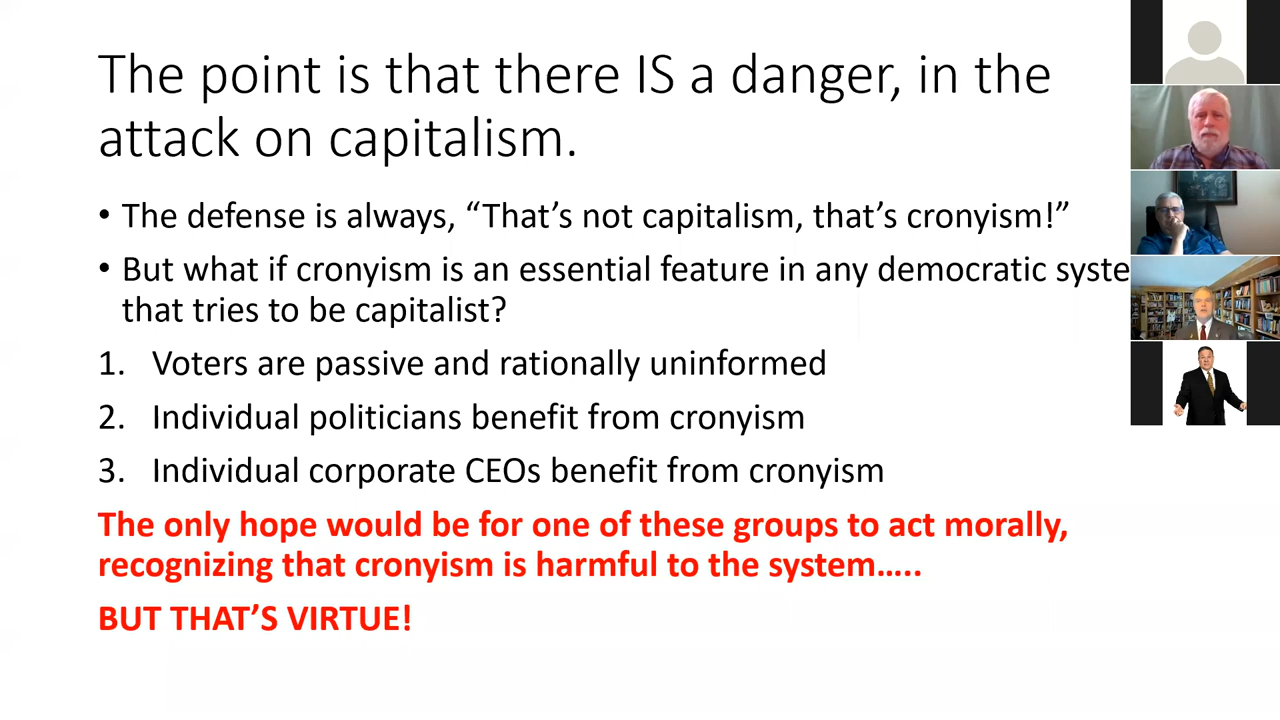 The point is that there IS a danger, in the
attack on capitalism.
• The defense is always, “That’s not capitalism, that’s cronyism!”
• But what if cronyism is an essential feature in any democratic syste
that tries to be capitalist?
1. Voters are passive and rationally uninformed
2. Individual politicians benefit from cronyism
3. Individual corporate CEOs benefit from cronyism
The only hope would be for one of these groups to act morally,
recognizing that cronyism is harmful to the system…..
BUT THAT’S VIRTUE!